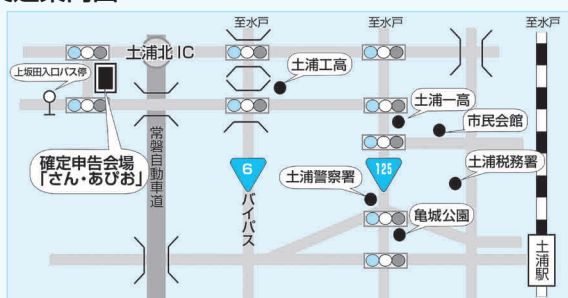 至水戸
至水戸
至水戸
土浦北IC
上坂田入口バス停
土浦工高
土浦一高
市民会館
確定申告会場
「さん・あぴお」
常磐自動車道
6
バイパス
125
土浦警察署
土浦税務署
亀城公園
土浦駅